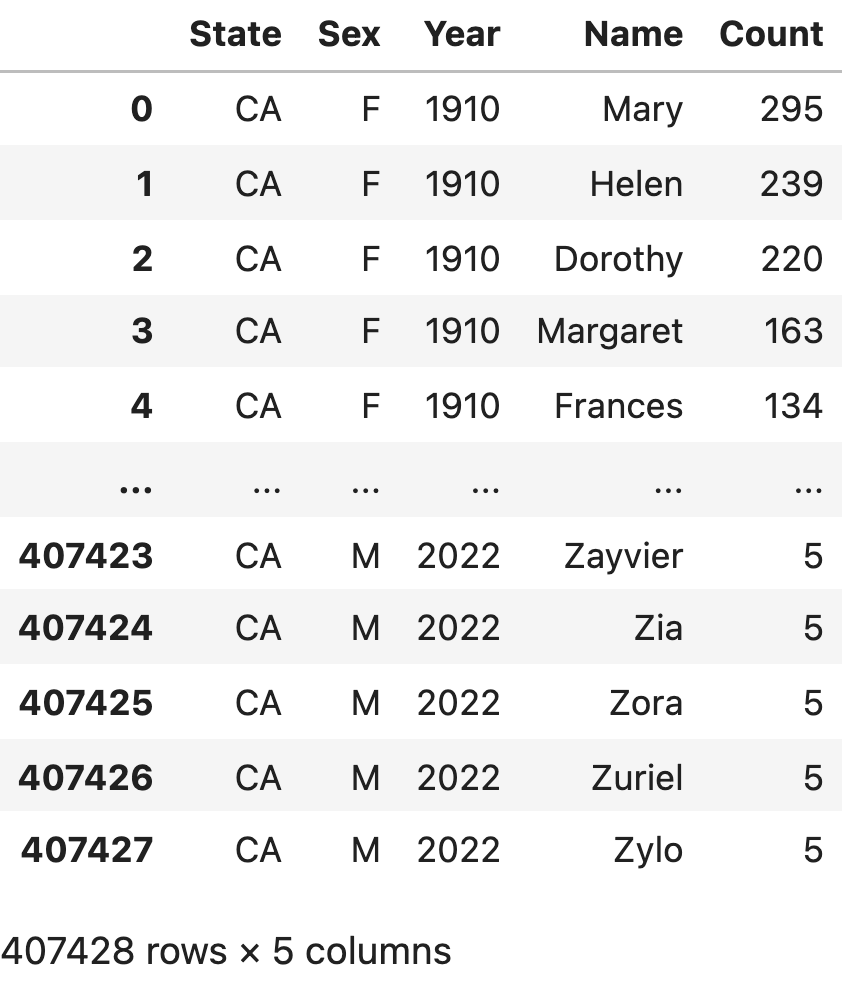 State Sex Year Name Count
0 CA F 1910 Mary 295
1 CA F 1910 Helen 239
2 CA F 1910 Dorothy 220
3 CA F 1910 Margaret 163
4 CA F 1910 Frances 134
... ... ... ... ... ...
407423 CA M 2022 Zayvier 5
407424 CA M 2022 Zia 5
407425 CA M 2022 Zora 5
407426 CA M 2022 Zuriel 5
407427 CA M 2022 Zylo 5
407428 rows × 5 columns